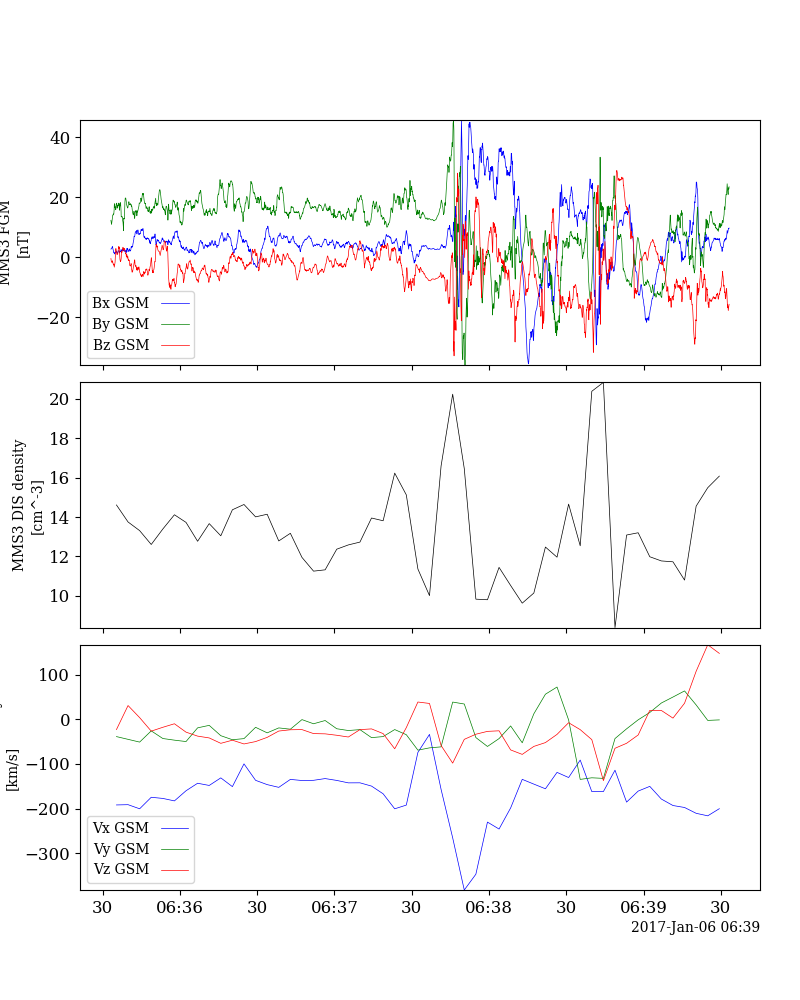 40
20
0
−20
MMS3 FGM
[nT]
Bx GSM
By GSM
Bz GSM
20
18
16
14
12
10
MMS3 DIS density
[cm^-3]
100
0
−100
−200
−300
[km/s]
Vx GSM
Vy GSM
Vz GSM
30 06:36 30 06:37 30 06:38 30 06:39 30
2017-Jan-06 06:39